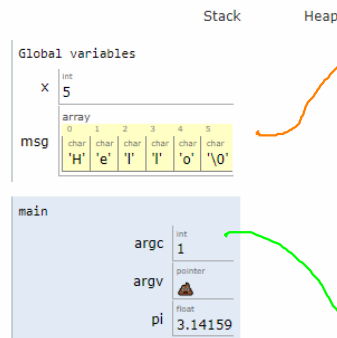 Stack Heap
Global variables
int
x 5
array
0 1 2 3 4 5
char char char char char char
msg 'H' 'e' 'l' 'l' 'o' '\0'
main
int
argc 1
pointer
argv 💩
float
pi 3.14159